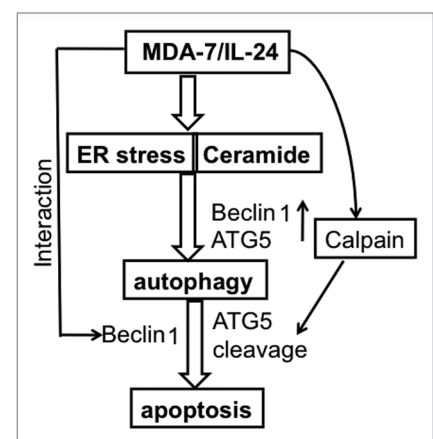 MDA-7/IL-24
ER stress Ceramide
Interaction
Beclin 1
ATG5
Calpain
autophagy
Beclin 1
ATG5
cleavage
apoptosis